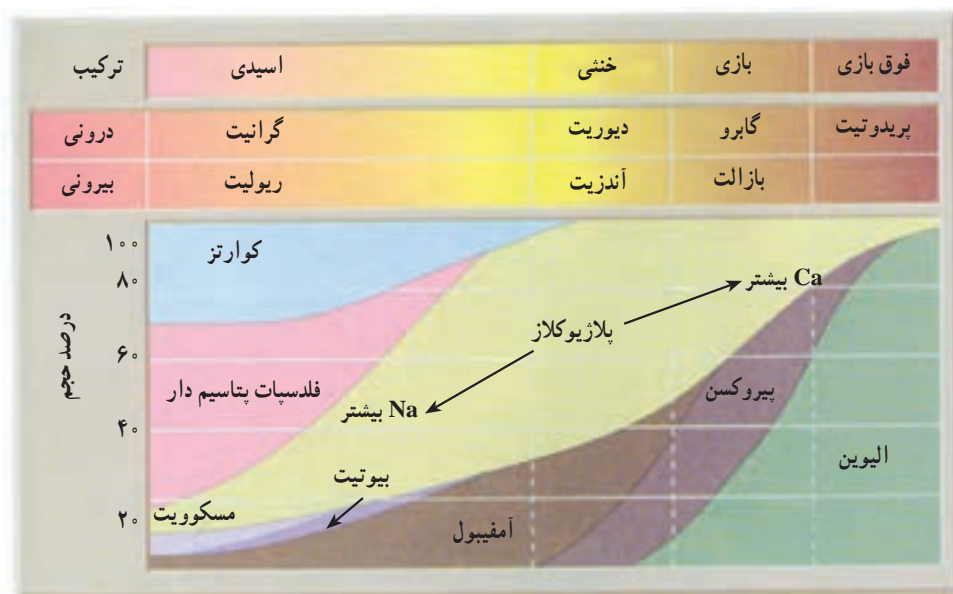 ترکیب اسیدی خنثی بازی فوق بازی
درونی گرانیت دیوریت گابرو پریدوتیت
بیرونی ریولیت آندزیت بازالت
درصد حجم
۱۰۰
۸۰
۶۰
۴۰
۲۰
کوارتز
Ca بیشتر
پلاژیوکلاز
فلدسپات پتاسیم دار
Na بیشتر
پیروکسن
الیوین
بیوتیت
مسکوویت
آمفیبول